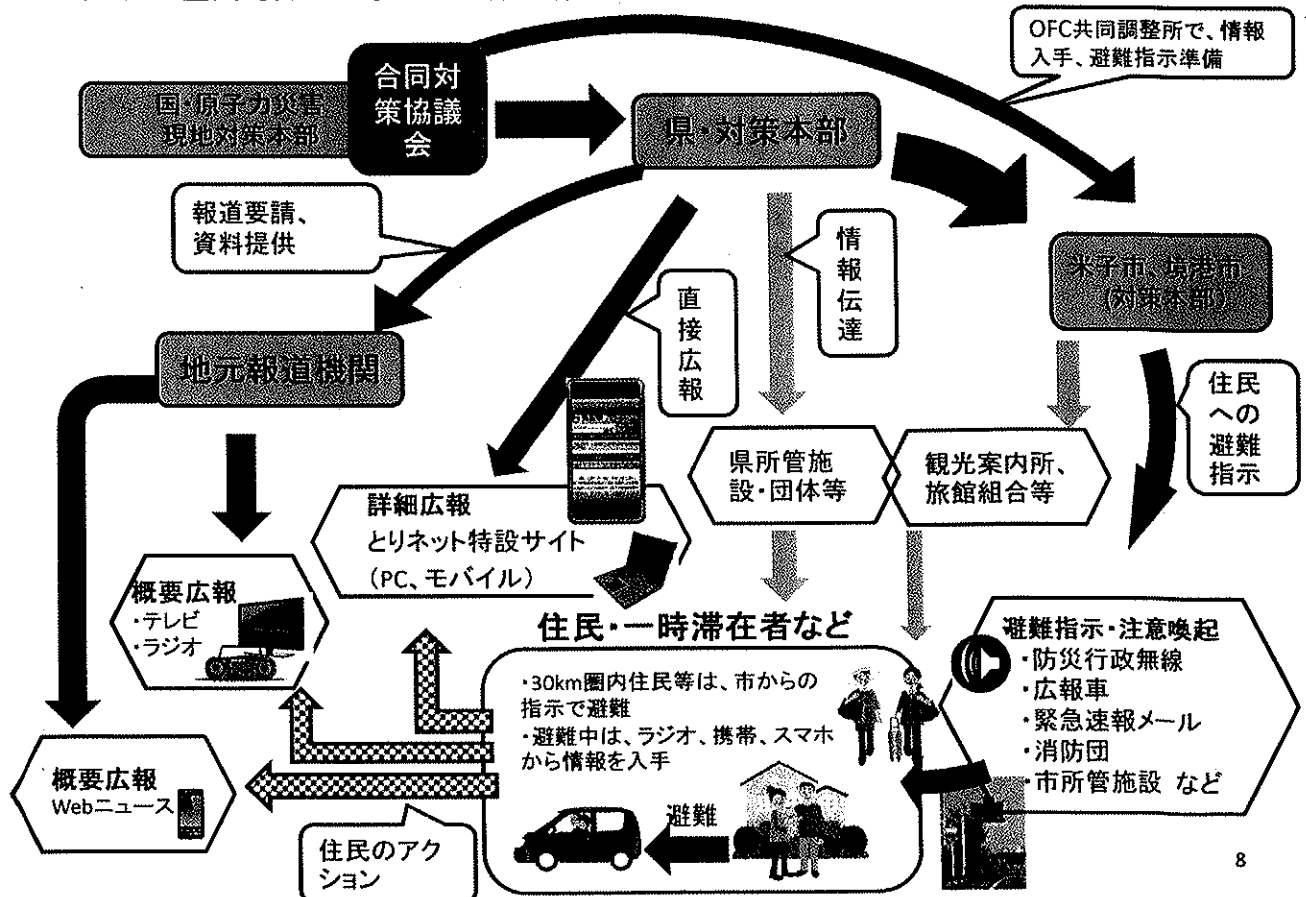 OFC共同調整所で、情報
入手、避難指示準備
合同対
策協議
会
国・原子力災害
現地対策本部
県・対策本部
報道要請、
資料提供
情
報
伝
達
米子市、境港市
(対策本部)
直
接
広
報
地元報道機関
住民
への
避難
指示
県所管施
設・団体等
観光案内所、
旅館組合等
詳細広報
とりネット特設サイト
(PC、モバイル)
概要広報
・テレビ
・ラジオ
住民・一時滞在者など
・30km圏内住民等は、市からの
指示で避難
・避難中は、ラジオ、携帯、スマホ
から情報を入手
避難指示・注意喚起
・防災行政無線
・広報車
・緊急速報メール
・消防団
・市所管施設 など
概要広報
Webニュース
避難
住民のアク
ション
8